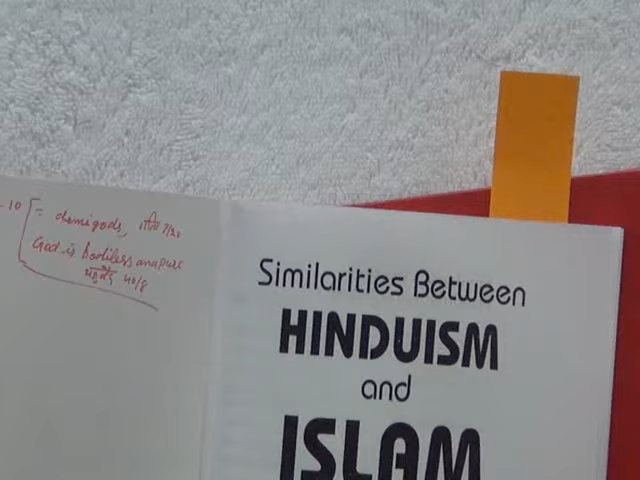 10 = demigods, गीता 7/20
God is bodiless and pure
यजुर्वेद 40/8
Similarities Between
HINDUISM
and
ISLAM